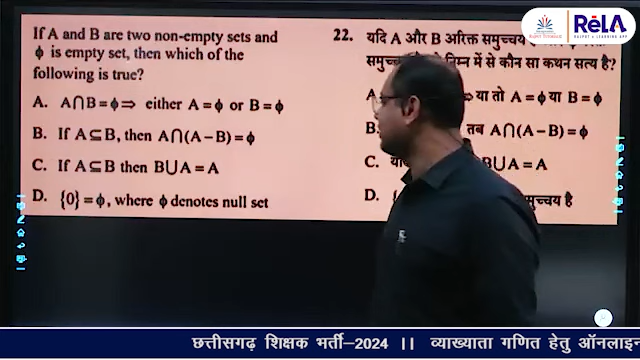 If A and B are two non-empty sets and
ϕ is empty set, then which of the
following is true?
A. A∩B=ϕ⇒ either A=ϕ or B=ϕ
B. If A⊆B, then A∩(A−B)=ϕ
C. If A⊆B then B⋃A=A
D. {0}=ϕ, where ϕ denotes null set
22. यदि A और B अरिक्त समुच्चय
में से कौन सा कथन सत्य है?
A ⇒ या तो A=ϕ या B=ϕ
B. तब A∩(A−B)=ϕ
C. B⋃A=A
D. है
RELA
छत्तीसगढ़ शिक्षक भर्ती–2024 || व्याख्याता गणित हेतु ऑनलाइन